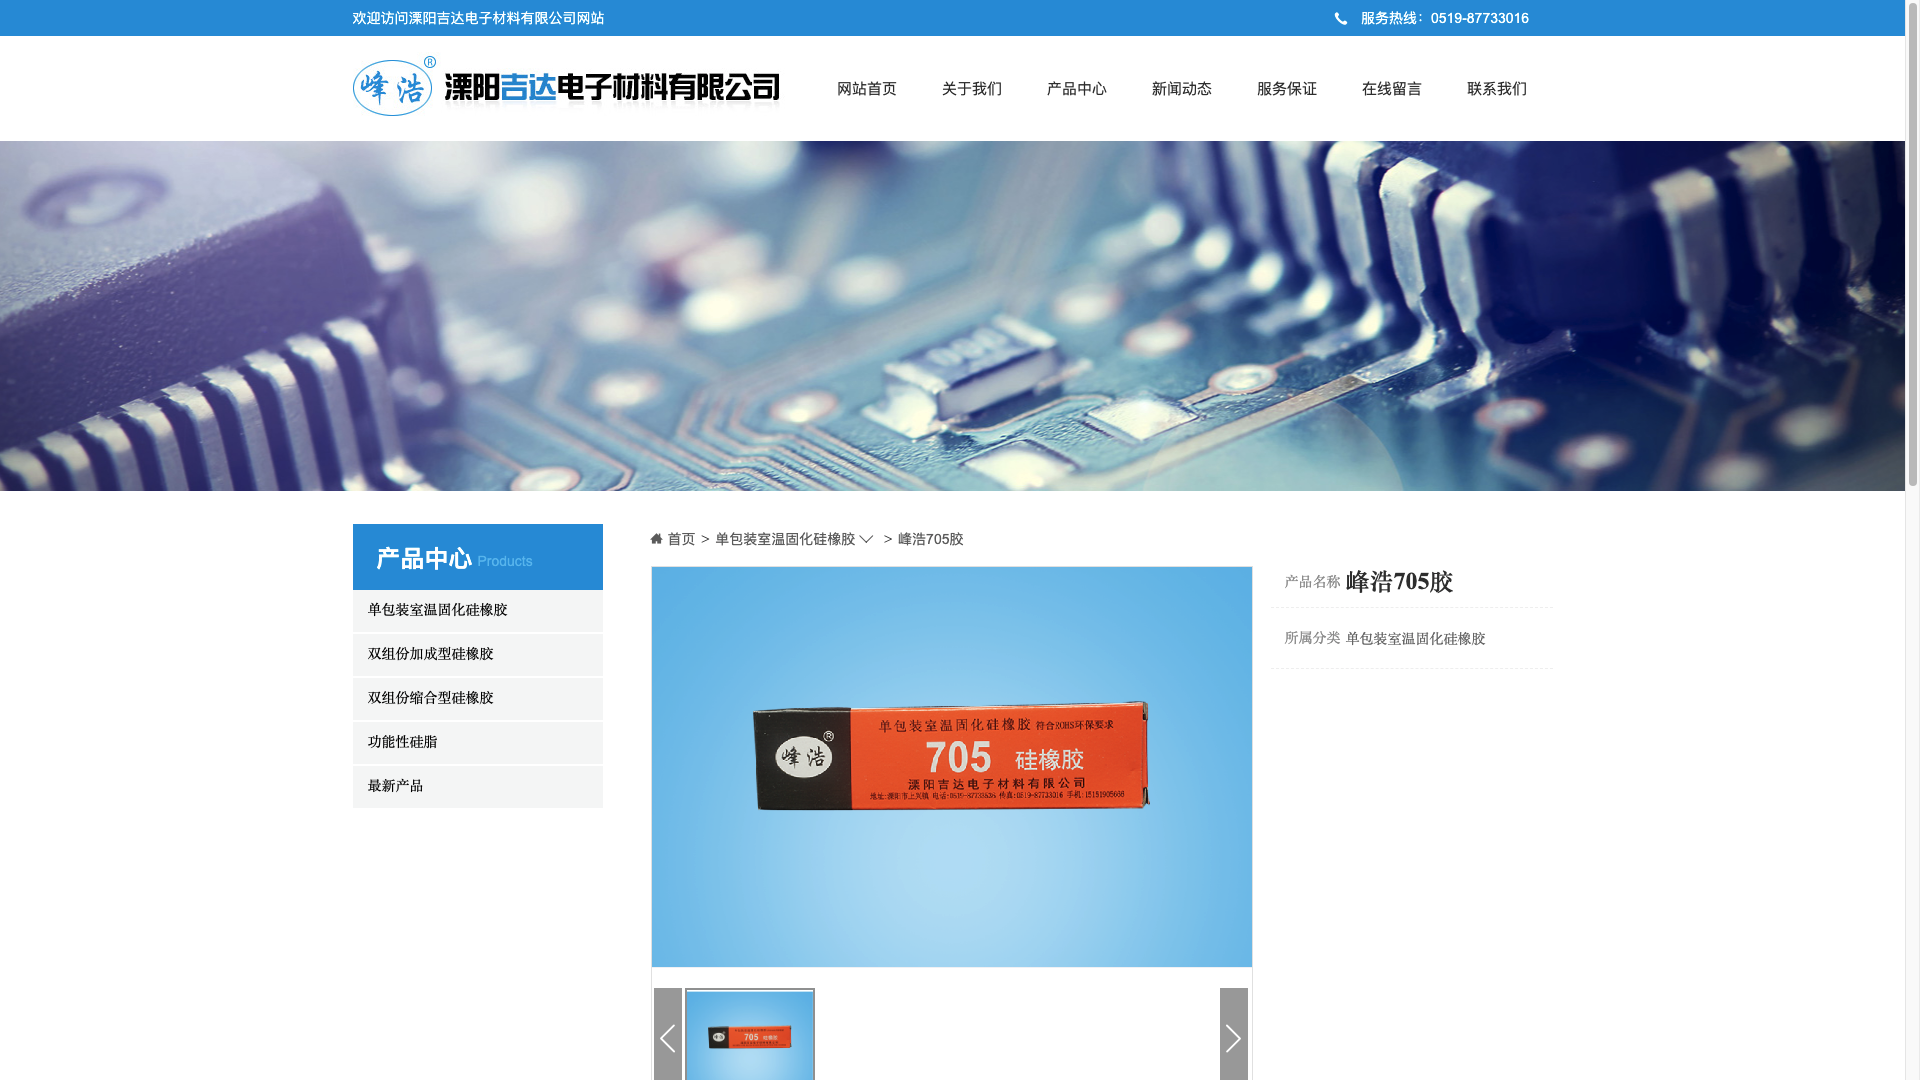 欢迎访问溧阳吉达电子材料有限公司网站
服务热线：0519-87733016
峰浩®
溧阳吉达电子材料有限公司
网站首页 关于我们 产品中心 新闻动态 服务保证 在线留言 联系我们
产品中心 Products
单包装室温固化硅橡胶
双组份加成型硅橡胶
双组份缩合型硅橡胶
功能性硅脂
最新产品
首页 > 单包装室温固化硅橡胶 > 峰浩705胶
峰浩®
单包装室温固化硅橡胶 符合ROHS环保要求
705 硅橡胶
溧阳吉达电子材料有限公司
产品名称 峰浩705胶
所属分类 单包装室温固化硅橡胶
705 硅橡胶